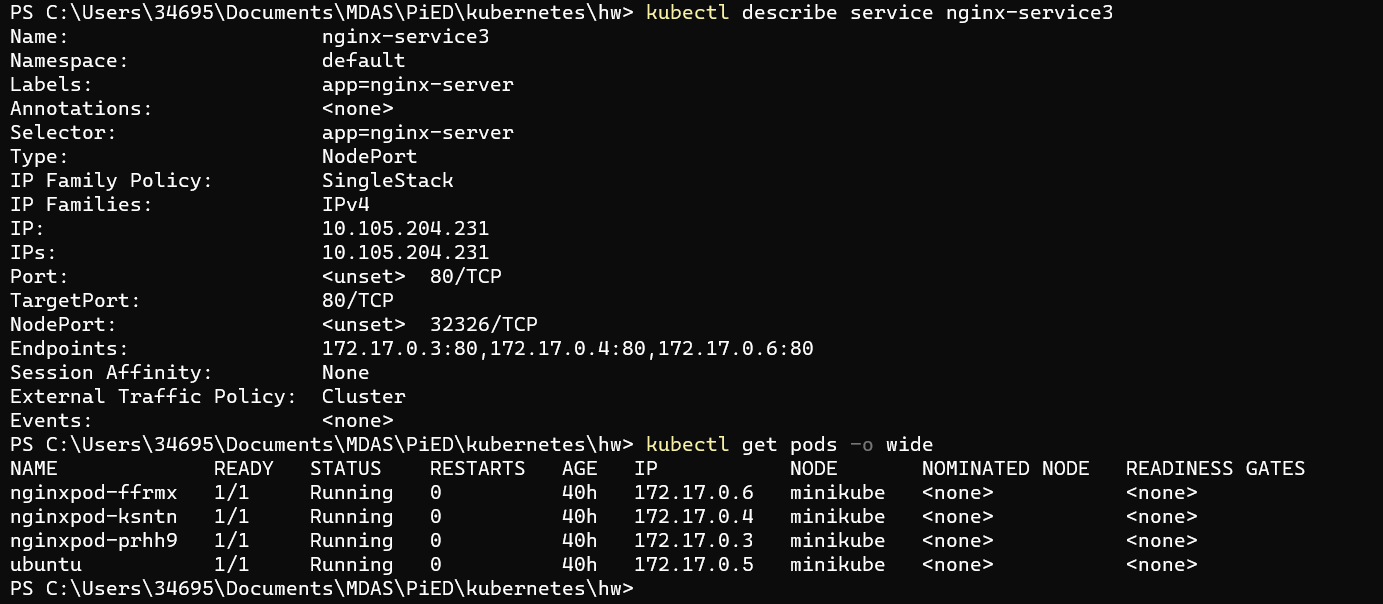 PS C:\Users\34695\Documents\MDAS\PiED\kubernetes\hw> kubectl describe service nginx-service3
Name:                     nginx-service3
Namespace:                default
Labels:                   app=nginx-server
Annotations:              <none>
Selector:                 app=nginx-server
Type:                     NodePort
IP Family Policy:         SingleStack
IP Families:              IPv4
IP:                       10.105.204.231
IPs:                      10.105.204.231
Port:                     <unset>  80/TCP
TargetPort:               80/TCP
NodePort:                 <unset>  32326/TCP
Endpoints:                172.17.0.3:80,172.17.0.4:80,172.17.0.6:80
Session Affinity:         None
External Traffic Policy:  Cluster
Events:                   <none>
PS C:\Users\34695\Documents\MDAS\PiED\kubernetes\hw> kubectl get pods -o wide
NAME             READY   STATUS    RESTARTS   AGE   IP           NODE       NOMINATED NODE   READINESS GATES
nginxpod-ffrmx   1/1     Running   0          40h   172.17.0.6   minikube   <none>           <none>
nginxpod-ksntn   1/1     Running   0          40h   172.17.0.4   minikube   <none>           <none>
nginxpod-prhh9   1/1     Running   0          40h   172.17.0.3   minikube   <none>           <none>
ubuntu           1/1     Running   0          40h   172.17.0.5   minikube   <none>           <none>
PS C:\Users\34695\Documents\MDAS\PiED\kubernetes\hw>